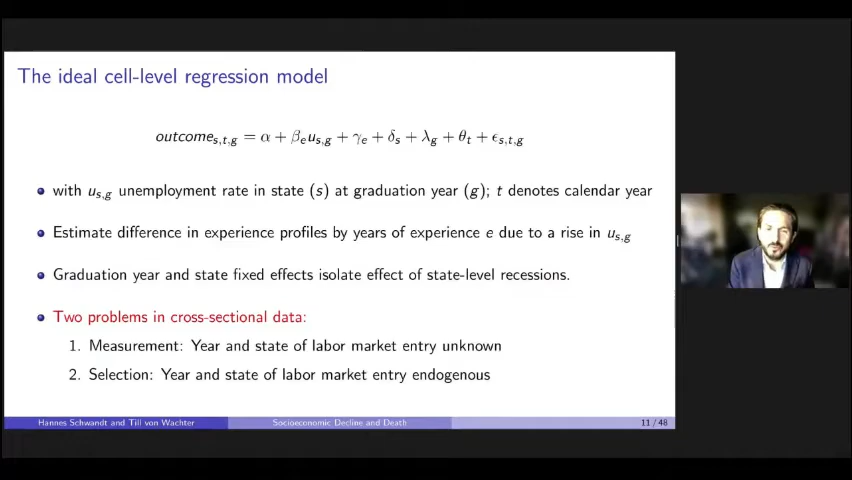 The ideal cell-level regression model
outcome_{s,t,g} = α + β_e u_{s,g} + γ_e + δ_s + λ_g + θ_t + ϵ_{s,t,g}
with u_{s,g} unemployment rate in state (s) at graduation year (g); t denotes calendar year
Estimate difference in experience profiles by years of experience e due to a rise in u_{s,g}
Graduation year and state fixed effects isolate effect of state-level recessions.
Two problems in cross-sectional data:
1. Measurement: Year and state of labor market entry unknown
2. Selection: Year and state of labor market entry endogenous
Hannes Schwandt and Till von Wachter Socioeconomic Decline and Death 11 / 48